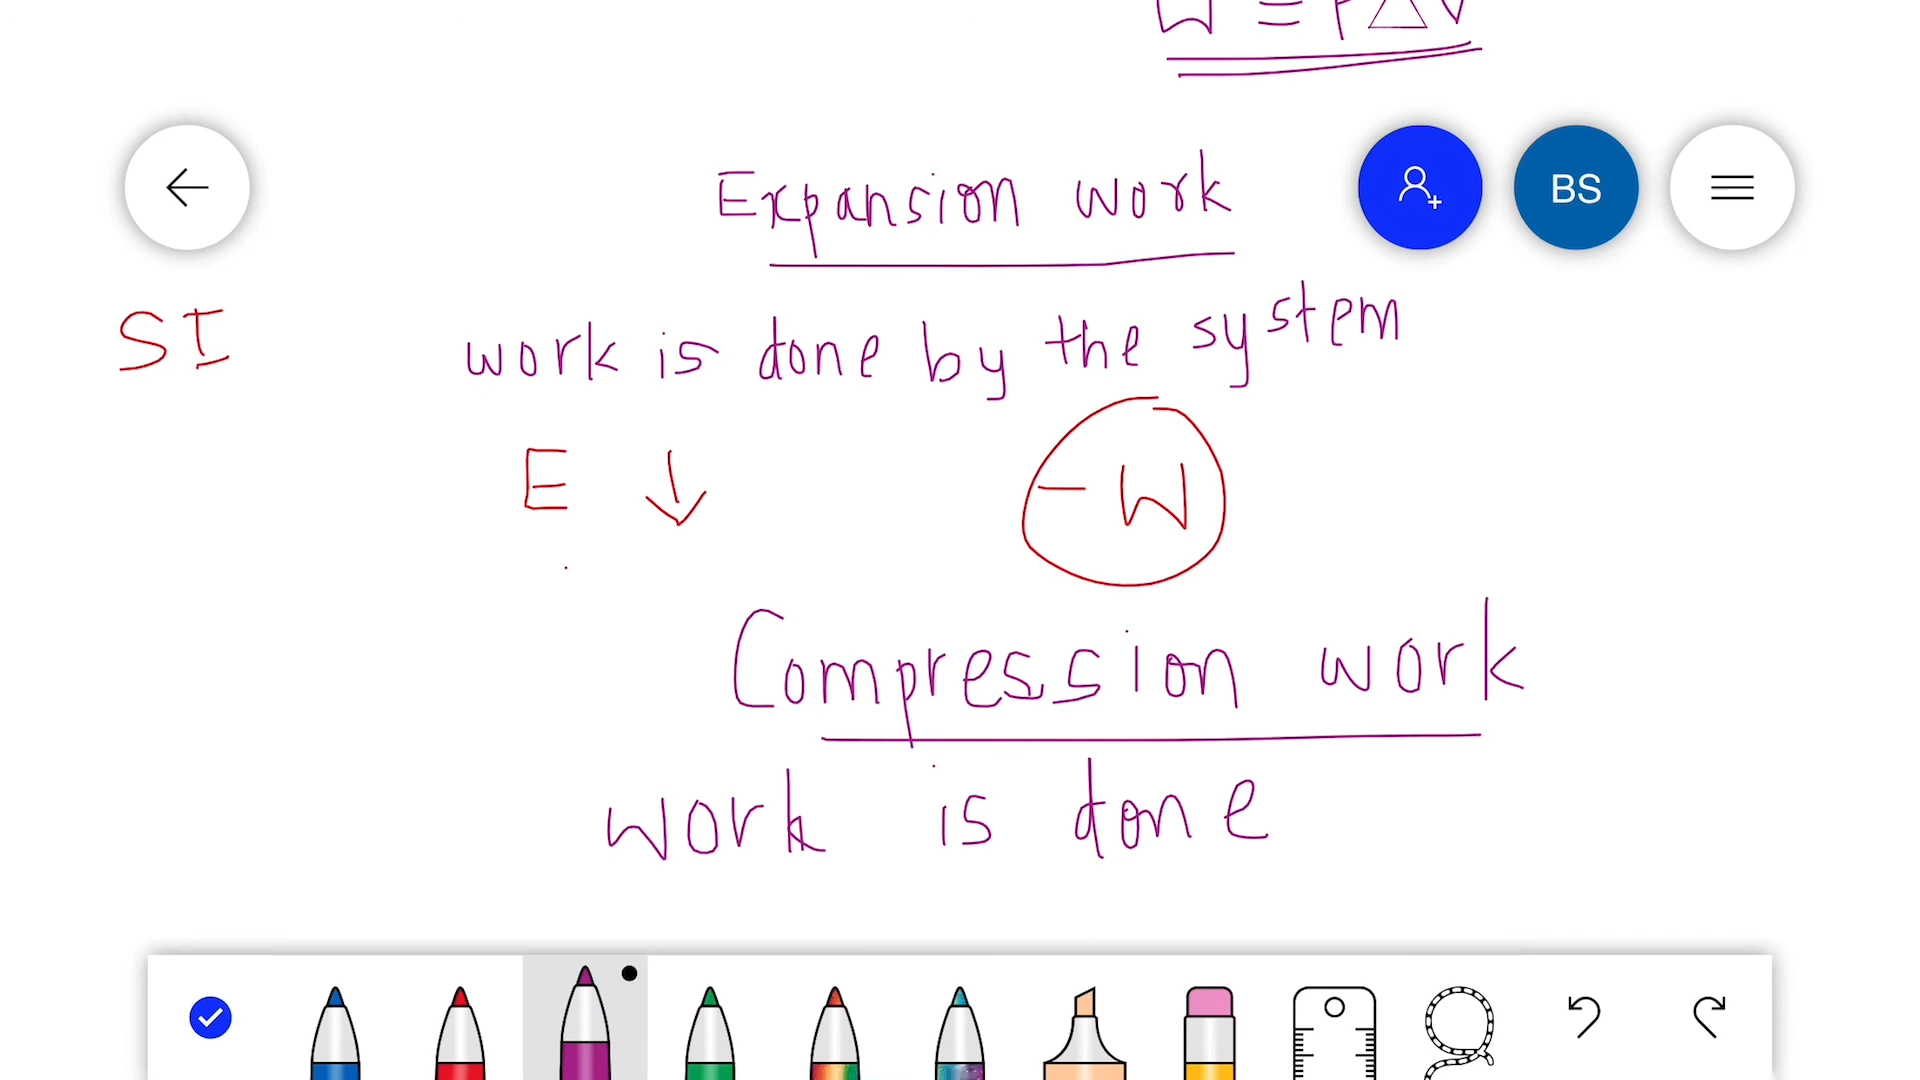 W = P△V
Expansion work
BS
SI
work is done by the system
E ↓
- W
Compression work
work is done